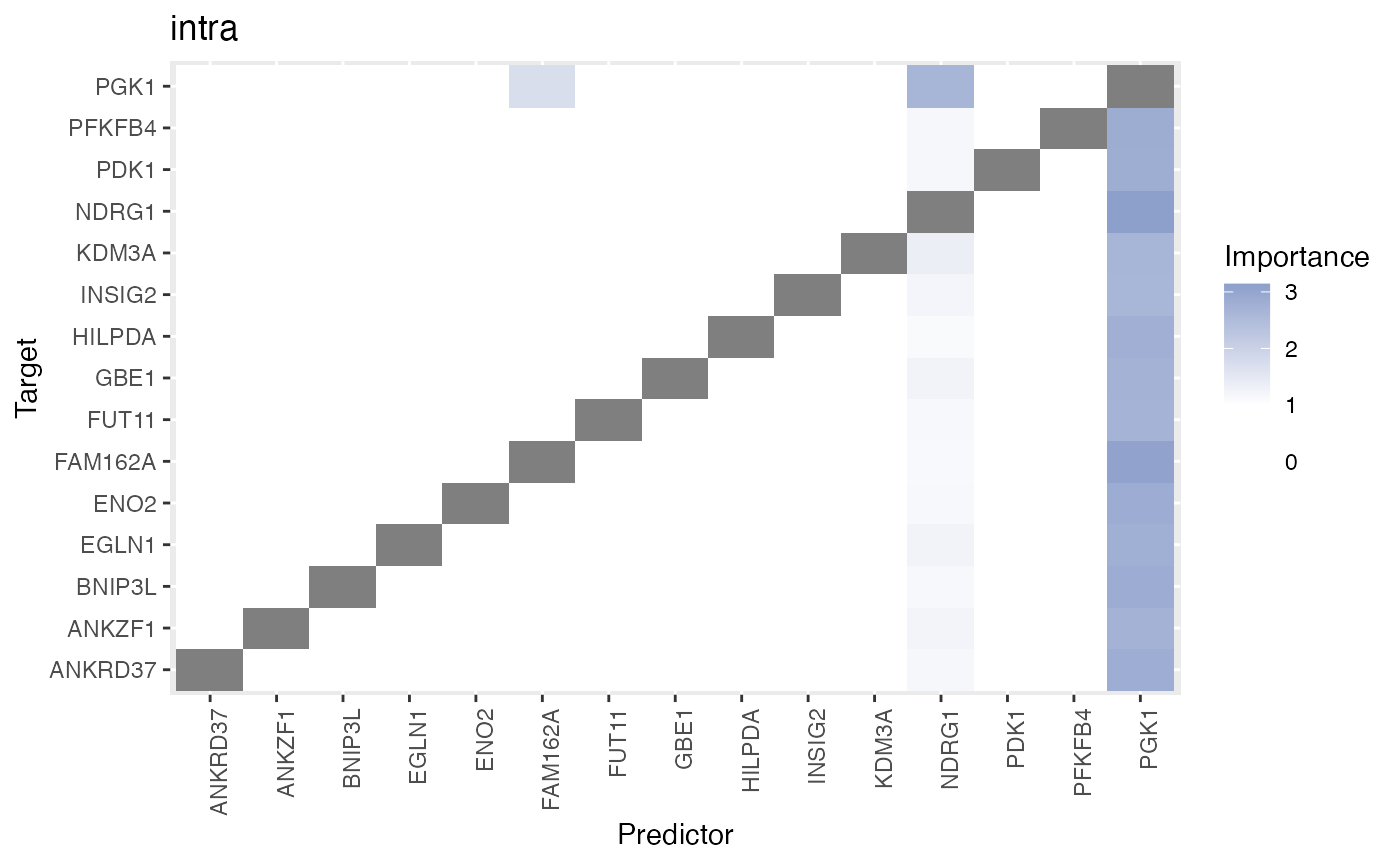 intra
PGK1
PFKFB4
PDK1
NDRG1
KDM3A
INSIG2
HILPDA
GBE1
FUT11
FAM162A
ENO2
EGLN1
BNIP3L
ANKZF1
ANKRD37
Target
ANKRD37
ANKZF1
BNIP3L
EGLN1
ENO2
FAM162A
FUT11
GBE1
HILPDA
INSIG2
KDM3A
NDRG1
PDK1
PFKFB4
PGK1
Predictor
Importance
3
2
1
0